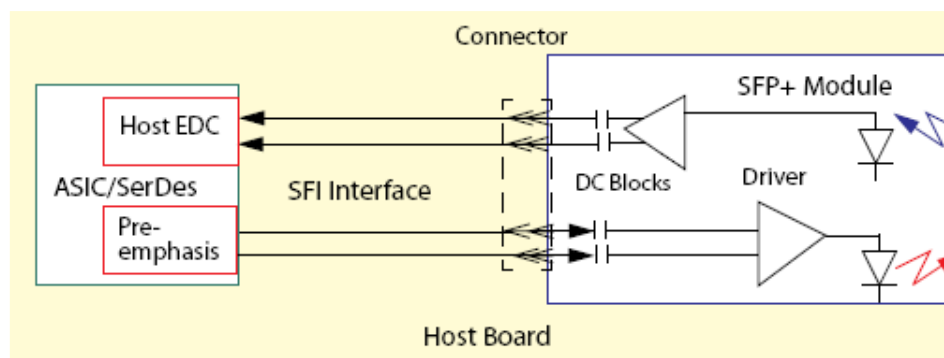 Connector
SFP+ Module
Host EDC
ASIC/SerDes
SFI Interface
DC Blocks
Driver
Pre-
emphasis
Host Board